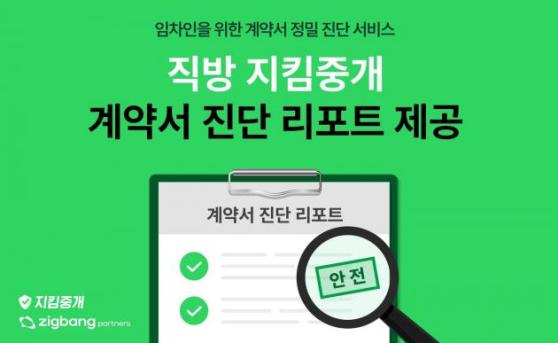 임차인을 위한 계약서 정밀 진단 서비스
직방 지킴중개
계약서 진단 리포트 제공
계약서 진단 리포트
안전
지킴중개
zigbang partners